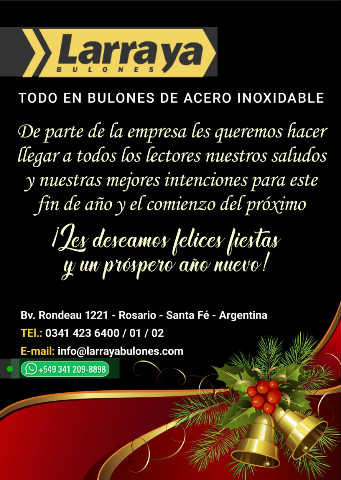 Larraya
BULONES
TODO EN BULONES DE ACERO INOXIDABLE
De parte de la empresa les queremos hacer
llegar a todos los lectores nuestros saludos
y nuestras mejores intenciones para este
fin de año y el comienzo del próximo
¡Les deseamos felices fiestas
y un próspero año nuevo!
Bv. Rondeau 1221 - Rosario - Santa Fé - Argentina
TEl.: 0341 423 6400 / 01 / 02
E-mail: info@larrayabulones.com
+549 341 209-8898